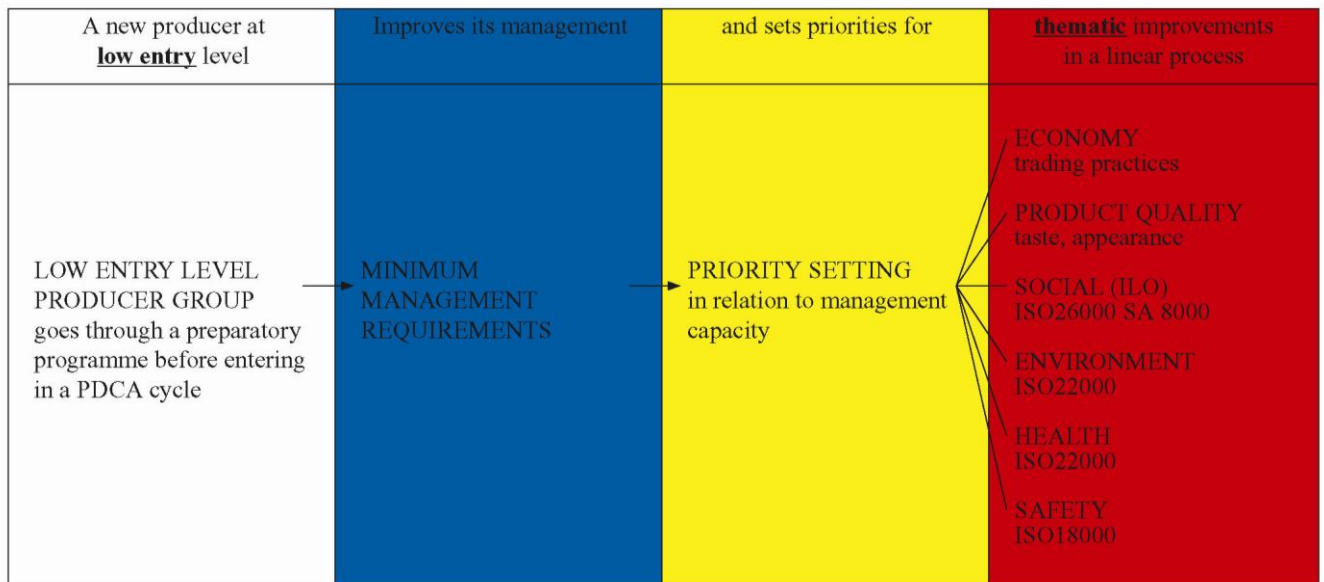 A new producer at
low entry level
Improves its management
and sets priorities for
thematic improvements
in a linear process
LOW ENTRY LEVEL
PRODUCER GROUP
goes through a preparatory
programme before entering
in a PDCA cycle
MINIMUM
MANAGEMENT
REQUIREMENTS
PRIORITY SETTING
in relation to management
capacity
ECONOMY
trading practices
PRODUCT QUALITY
taste, appearance
SOCIAL (ILO)
ISO26000 SA 8000
ENVIRONMENT
ISO22000
HEALTH
ISO22000
SAFETY
ISO18000